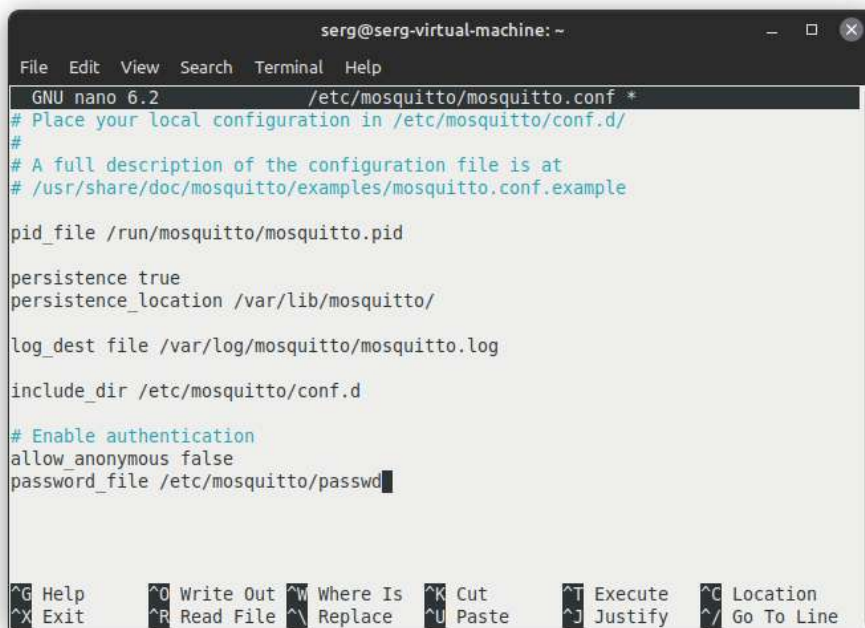 serg@serg-virtual-machine: ~
File Edit View Search Terminal Help
GNU nano 6.2 /etc/mosquitto/mosquitto.conf *
# Place your local configuration in /etc/mosquitto/conf.d/
#
# A full description of the configuration file is at
# /usr/share/doc/mosquitto/examples/mosquitto.conf.example
pid_file /run/mosquitto/mosquitto.pid
persistence true
persistence_location /var/lib/mosquitto/
log_dest file /var/log/mosquitto/mosquitto.log
include_dir /etc/mosquitto/conf.d
# Enable authentication
allow_anonymous false
password_file /etc/mosquitto/passwd
^G Help ^O Write Out ^W Where Is ^K Cut ^T Execute ^C Location
^X Exit ^R Read File ^\ Replace ^U Paste ^J Justify ^/ Go To Line